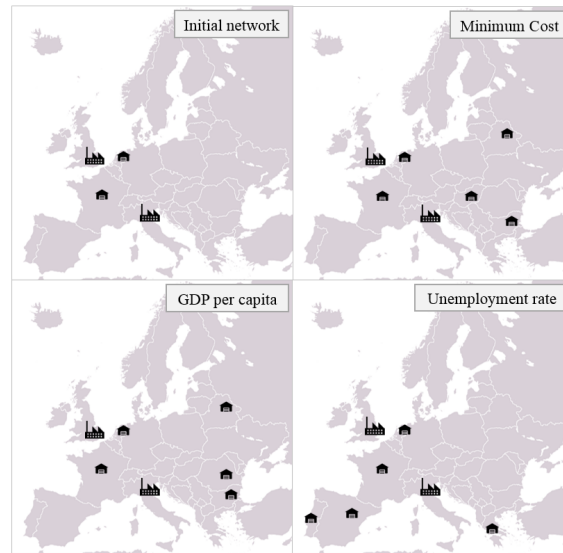 Initial network
Minimum Cost
GDP per capita
Unemployment rate